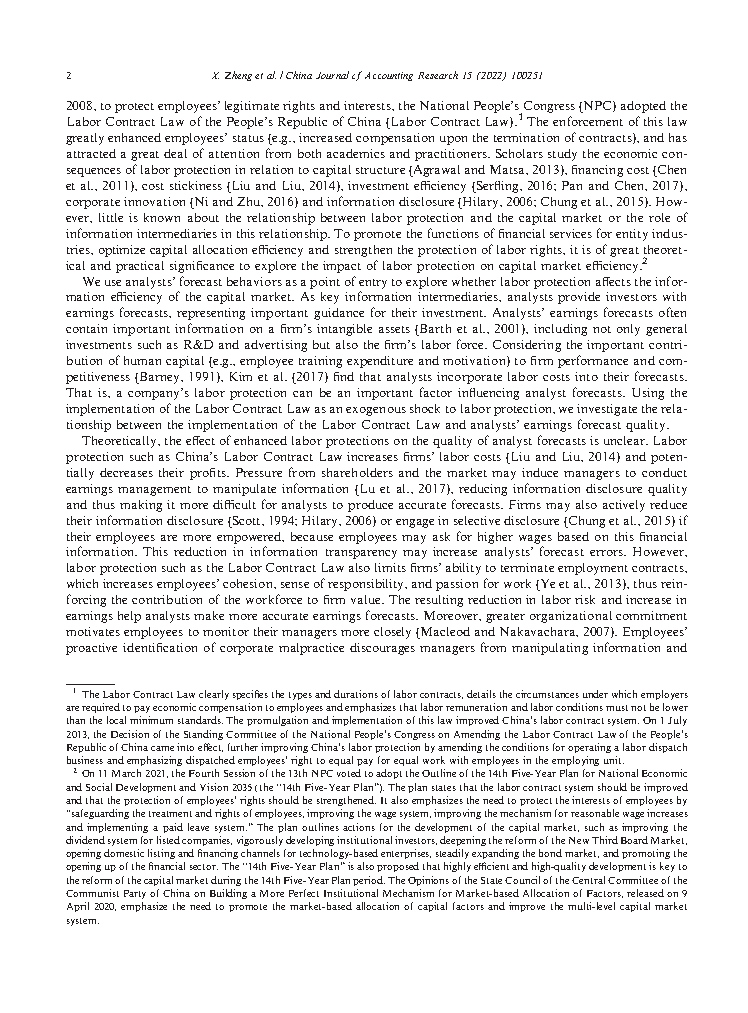 2 X. Zheng et al. / China Journal of Accounting Research 15 (2022) 100251
2008, to protect employees' legitimate rights and interests, the National People's Congress (NPC) adopted the
Labor Contract Law of the People's Republic of China (Labor Contract Law).1 The enforcement of this law
greatly enhanced employees' status (e.g., increased compensation upon the termination of contracts), and has
attracted a great deal of attention from both academics and practitioners. Scholars study the economic con-
sequences of labor protection in relation to capital structure (Agrawal and Matsa, 2013), financing cost (Chen
et al., 2011), cost stickiness (Liu and Liu, 2014), investment efficiency (Serfling, 2016; Pan and Chen, 2017),
corporate innovation (Ni and Zhu, 2016) and information disclosure (Hilary, 2006; Chung et al., 2015). How-
ever, little is known about the relationship between labor protection and the capital market or the role of
information intermediaries in this relationship. To promote the functions of financial services for entity indus-
tries, optimize capital allocation efficiency and strengthen the protection of labor rights, it is of great theoret-
ical and practical significance to explore the impact of labor protection on capital market efficiency.2
We use analysts' forecast behaviors as a point of entry to explore whether labor protection affects the infor-
mation efficiency of the capital market. As key information intermediaries, analysts provide investors with
earnings forecasts, representing important guidance for their investment. Analysts' earnings forecasts often
contain important information on a firm's intangible assets (Barth et al., 2001), including not only general
investments such as R&D and advertising but also the firm's labor force. Considering the important contri-
bution of human capital (e.g., employee training expenditure and motivation) to firm performance and com-
petitiveness (Barney, 1991), Kim et al. (2017) find that analysts incorporate labor costs into their forecasts.
That is, a company's labor protection can be an important factor influencing analyst forecasts. Using the
implementation of the Labor Contract Law as an exogenous shock to labor protection, we investigate the rela-
tionship between the implementation of the Labor Contract Law and analysts' earnings forecast quality.
Theoretically, the effect of enhanced labor protections on the quality of analyst forecasts is unclear. Labor
protection such as China's Labor Contract Law increases firms' labor costs (Liu and Liu, 2014) and poten-
tially decreases their profits. Pressure from shareholders and the market may induce managers to conduct
earnings management to manipulate information (Lu et al., 2017), reducing information disclosure quality
and thus making it more difficult for analysts to produce accurate forecasts. Firms may also actively reduce
their information disclosure (Scott, 1994; Hilary, 2006) or engage in selective disclosure (Chung et al., 2015) if
their employees are more empowered, because employees may ask for higher wages based on this financial
information. This reduction in information transparency may increase analysts' forecast errors. However,
labor protection such as the Labor Contract Law also limits firms' ability to terminate employment contracts,
which increases employees' cohesion, sense of responsibility, and passion for work (Ye et al., 2013), thus rein-
forcing the contribution of the workforce to firm value. The resulting reduction in labor risk and increase in
earnings help analysts make more accurate earnings forecasts. Moreover, greater organizational commitment
motivates employees to monitor their managers more closely (Macleod and Nakavachara, 2007). Employees'
proactive identification of corporate malpractice discourages managers from manipulating information and
1 The Labor Contract Law clearly specifies the types and durations of labor contracts, details the circumstances under which employers
are required to pay economic compensation to employees and emphasizes that labor remuneration and labor conditions must not be lower
than the local minimum standards. The promulgation and implementation of this law improved China's labor contract system. On 1 July
2013, the Decision of the Standing Committee of the National People's Congress on Amending the Labor Contract Law of the People's
Republic of China came into effect, further improving China's labor protection by amending the conditions for operating a labor dispatch
business and emphasizing dispatched employees' right to equal pay for equal work with employees in the employing unit.
2 On 11 March 2021, the Fourth Session of the 13th NPC voted to adopt the Outline of the 14th Five-Year Plan for National Economic
and Social Development and Vision 2035 (the "14th Five-Year Plan"). The plan states that the labor contract system should be improved
and that the protection of employees' rights should be strengthened. It also emphasizes the need to protect the interests of employees by
"safeguarding the treatment and rights of employees, improving the wage system, improving the mechanism for reasonable wage increases
and implementing a paid leave system." The plan outlines actions for the development of the capital market, such as improving the
dividend system for listed companies, vigorously developing institutional investors, deepening the reform of the New Third Board Market,
opening domestic listing and financing channels for technology-based enterprises, steadily expanding the bond market, and promoting the
opening up of the financial sector. The "14th Five-Year Plan" is also proposed that highly efficient and high-quality development is key to
the reform of the capital market during the 14th Five-Year Plan period. The Opinions of the State Council of the Central Committee of the
Communist Party of China on Building a More Perfect Institutional Mechanism for Market-based Allocation of Factors, released on 9
April 2020, emphasize the need to promote the market-based allocation of capital factors and improve the multi-level capital market
system.